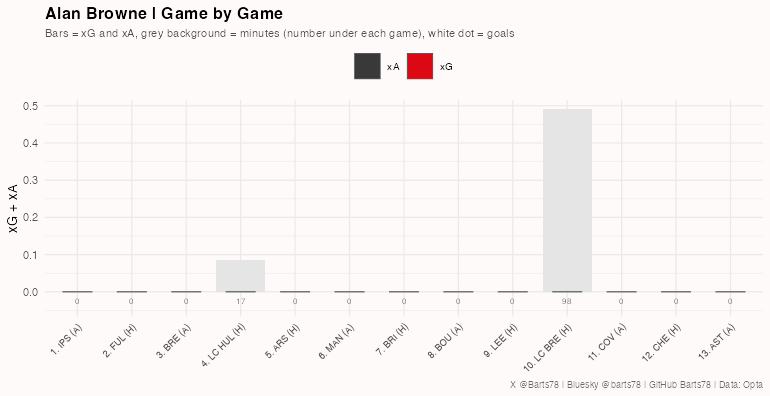 Alan Browne | Game by Game
Bars = xG and xA, grey background = minutes (number under each game), white dot = goals
xA
xG
xG + xA
0.5
0.4
0.3
0.2
0.1
0.0
0 0 0 17 0 0 0 0 0 98 0 0 0
1. IPS (A)
2. FUL (H)
3. BRE (A)
4. LC HUL (H)
5. ARS (H)
6. MAN (A)
7. BRI (H)
8. BOU (A)
9. LEE (H)
10. LC BRE (H)
11. COV (A)
12. CHE (H)
13. AST (A)
X @Barts78 | Bluesky @barts78 | GitHub Barts78 | Data: Opta